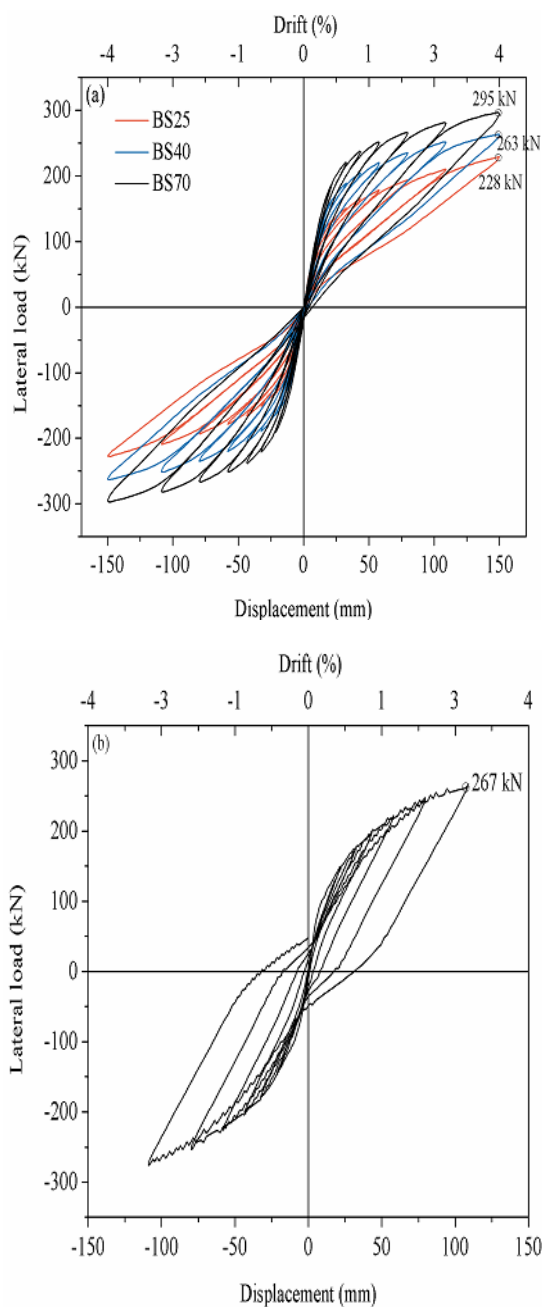 Drift (%)
-4 -3 -1 0 1 3 4
(a)
295 kN
BS25
263 kN
BS40
228 kN
BS70
300
200
100
0
-100
-200
-300
Lateral load (kN)
-150 -100 -50 0 50 100 150
Displacement (mm)
Drift (%)
-4 -3 -1 0 1 3 4
(b)
267 kN
300
200
100
0
-100
-200
-300
Lateral load (kN)
-150 -100 -50 0 50 100 150
Displacement (mm)